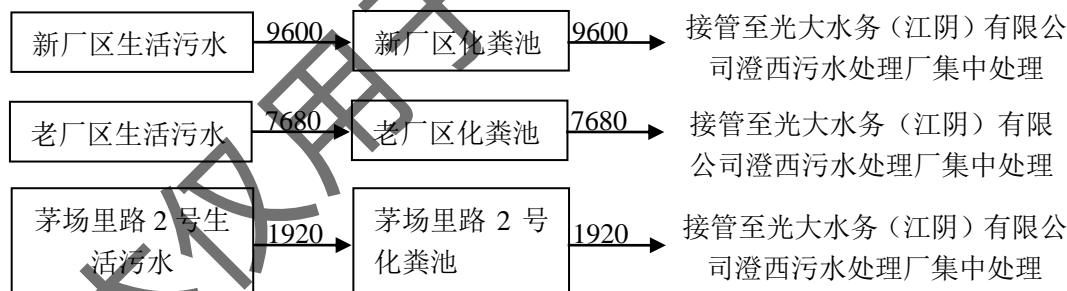 新厂区生活污水 9600 新厂区化粪池 9600 接管至光大水务（江阴）有限公
司澄西污水处理厂集中处理
老厂区生活污水 7680 老厂区化粪池 7680 接管至光大水务（江阴）有限
公司澄西污水处理厂集中处理
茅场里路2号生
活污水
1920
茅场里路 2 号
化粪池
1920
接管至光大水务（江阴）有限公
司澄西污水处理厂集中处理
仅用于